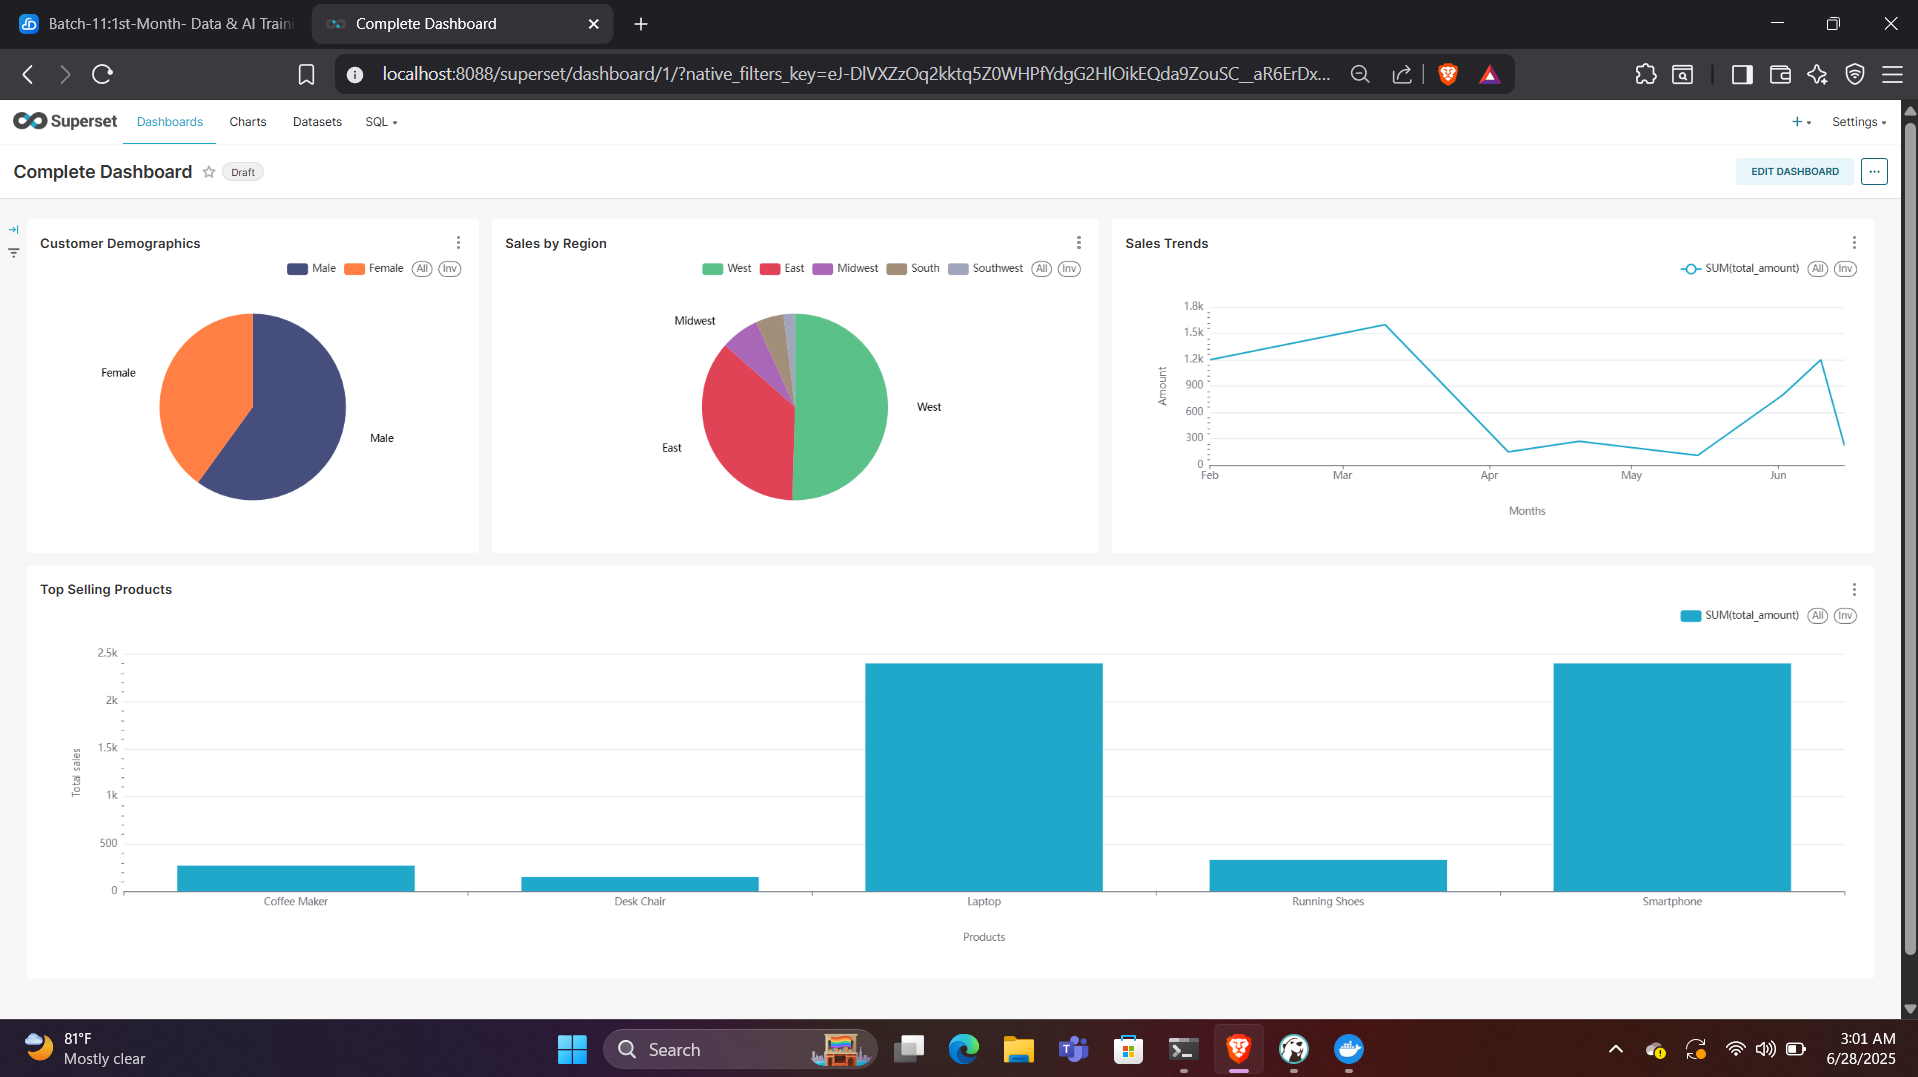 Batch-11:1st-Month- Data & AI Traini
Complete Dashboard
localhost:8088/superset/dashboard/1/?native_filters_key=eJ-DlVXZzOq2kktq5Z0WHPfYdgG2HlOikEQda9ZouSC__aR6ErDx...
Superset
Dashboards
Charts
Datasets
SQL
Settings
Complete Dashboard
Draft
EDIT DASHBOARD
Customer Demographics
Male Female All Inv
Female
Male
Sales by Region
West East Midwest South Southwest All Inv
Midwest
West
East
Sales Trends
SUM(total_amount) All Inv
1.8k
1.5k
1.2k
900
600
300
0
Amount
Feb Mar Apr May Jun
Months
Top Selling Products
SUM(total_amount) All Inv
2.5k
2k
1.5k
1k
500
0
Total sales
Coffee Maker Desk Chair Laptop Running Shoes Smartphone
Products
81°F
Mostly clear
Search
3:01 AM
6/28/2025